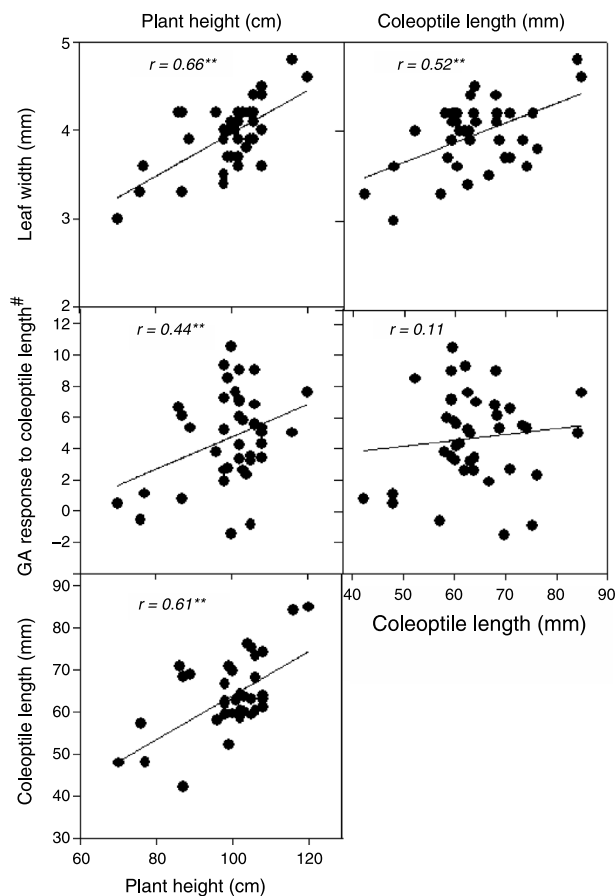 Plant height (cm)
Coleoptile length (mm)
Leaf width (mm)
5
4
3
2
r = 0.66**
r = 0.52**
GA response to coleoptile length#
12
10
8
6
4
2
0
−2
r = 0.44**
r = 0.11
40 50 60 70 80 90
Coleoptile length (mm)
Coleoptile length (mm)
90
80
70
60
50
40
30
r = 0.61**
60 80 100 120
Plant height (cm)